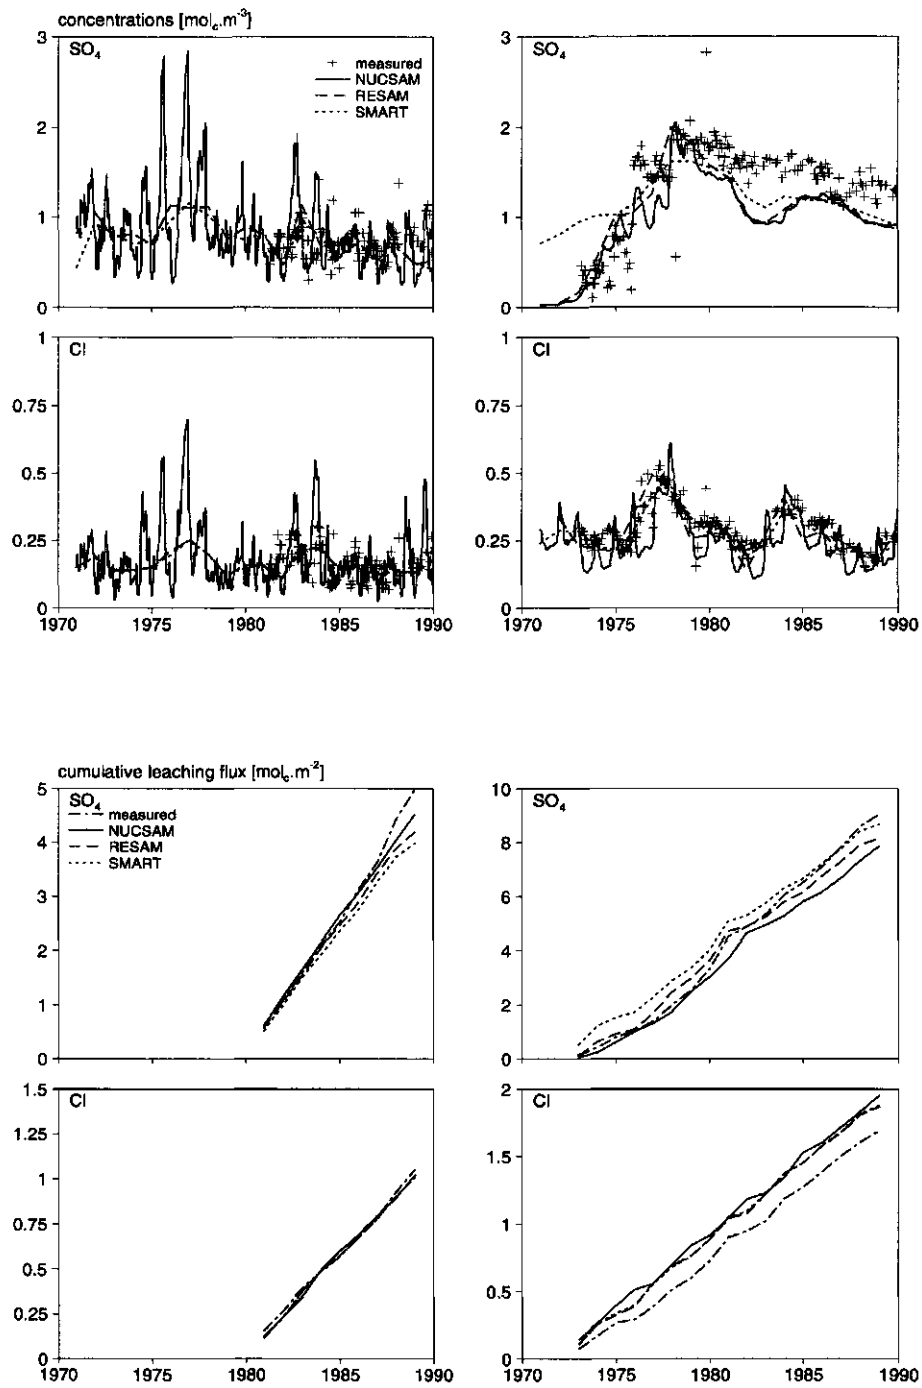 concentrations [mol_c.m⁻³]
SO₄
3
2
1
0
measured
NUCSAM
RESAM
SMART
SO₄
3
2
1
0
Cl
1
0.75
0.5
0.25
0
1970 1975 1980 1985 1990
Cl
1
0.75
0.5
0.25
0
1970 1975 1980 1985 1990
cumulative leaching flux [mol_c.m⁻²]
SO₄
5
4
3
2
1
0
measured
NUCSAM
RESAM
SMART
SO₄
10
8
6
4
2
0
Cl
1.5
1.25
1
0.75
0.5
0.25
0
1970 1975 1980 1985 1990
Cl
2
1.5
1
0.5
0
1970 1975 1980 1985 1990